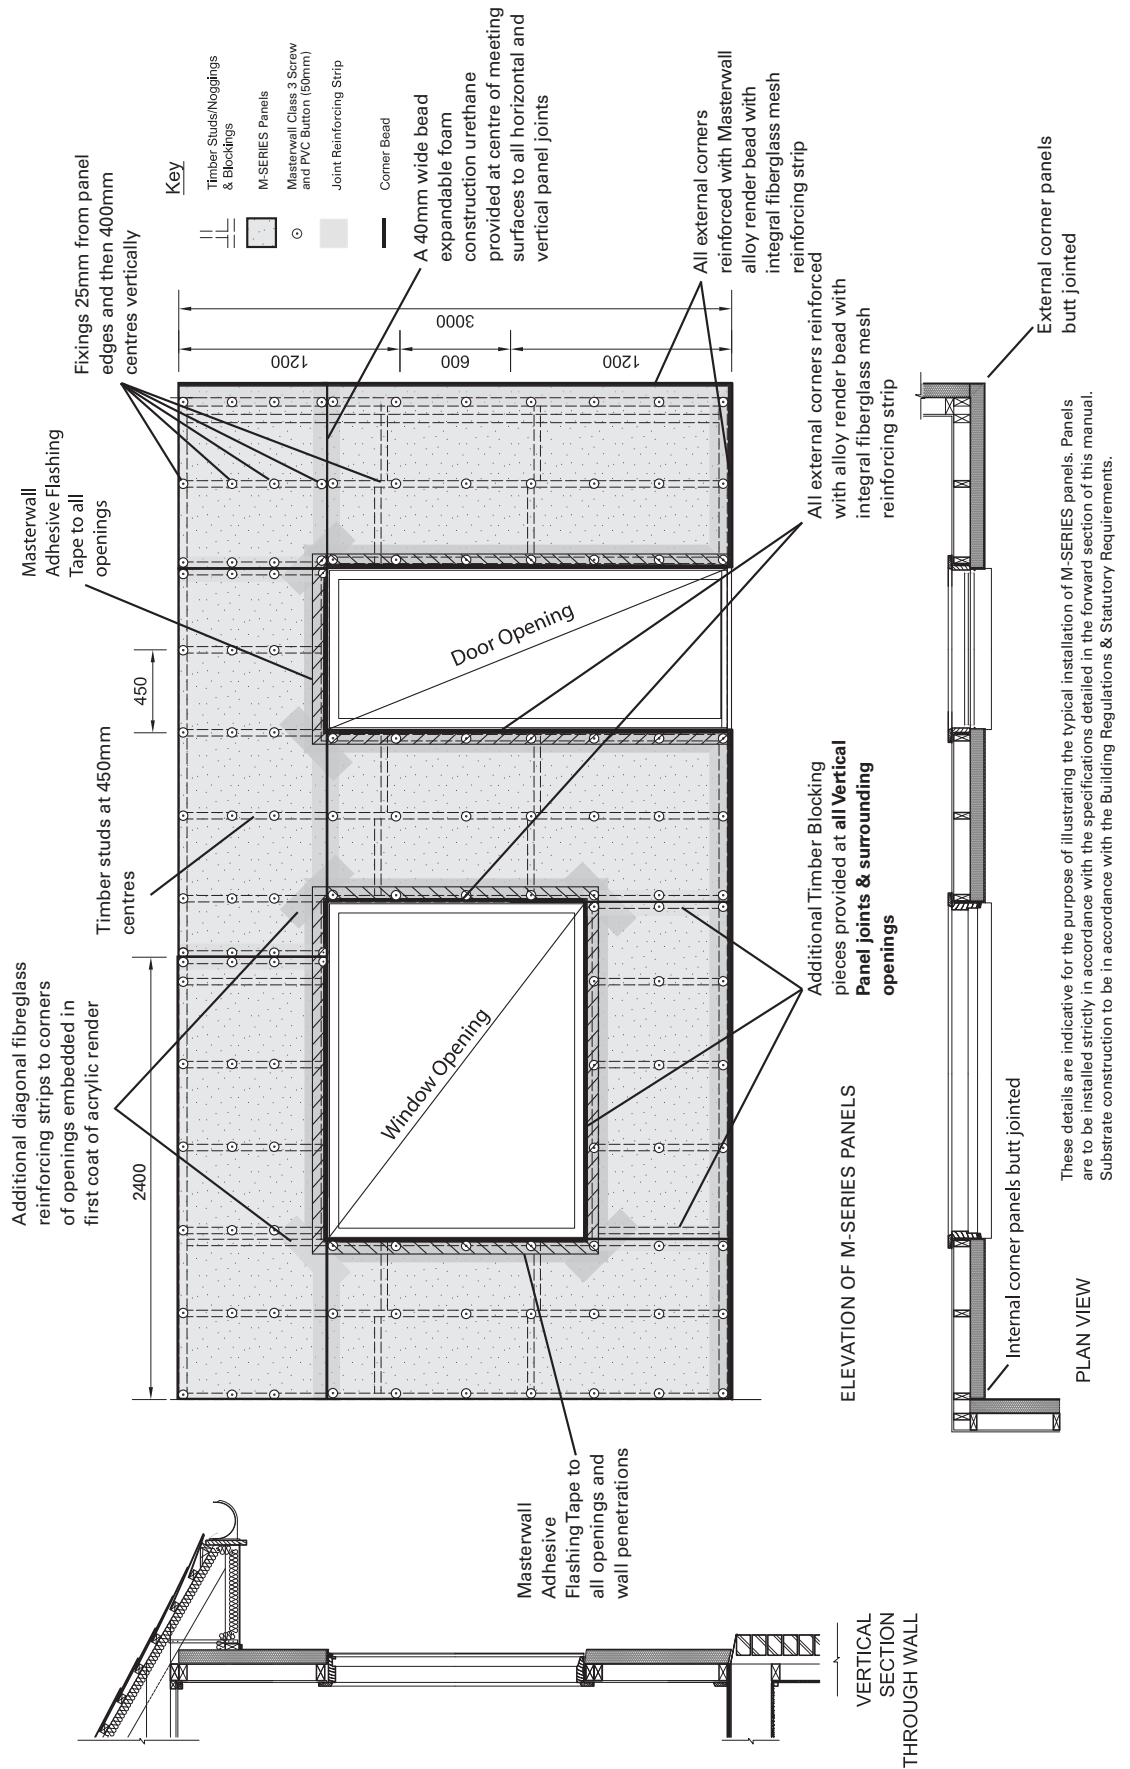 Additional diagonal fibreglass
reinforcing strips to corners
of openings embedded in
first coat of acrylic render
Timber studs at 450mm
centres
Masterwall
Adhesive Flashing
Tape to all
openings
Fixings 25mm from panel
edges and then 400mm
centres vertically
Key
Timber Studs/Noggings
& Blockings
M-SERIES Panels
Masterwall Class 3 Screw
and PVC Button (50mm)
Joint Reinforcing Strip
Corner Bead
2400
450
1200
600
1200
3000
A 40mm wide bead
expandable foam
construction urethane
provided at centre of meeting
surfaces to all horizontal and
vertical panel joints
Window Opening
Door Opening
Masterwall
Adhesive
Flashing Tape to
all openings and
wall penetrations
All external corners
reinforced with Masterwall
alloy render bead with
integral fiberglass mesh
reinforcing strip
All external corners reinforced
with alloy render bead with
integral fiberglass mesh
reinforcing strip
Additional Timber Blocking
pieces provided at all Vertical
Panel joints & surrounding
openings
ELEVATION OF M-SERIES PANELS
VERTICAL
SECTION
THROUGH WALL
Internal corner panels butt jointed
External corner panels
butt jointed
PLAN VIEW
These details are indicative for the purpose of illustrating the typical installation of M-SERIES panels. Panels
are to be installed strictly in accordance with the specifications detailed in the forward section of this manual.
Substrate construction to be in accordance with the Building Regulations & Statutory Requirements.